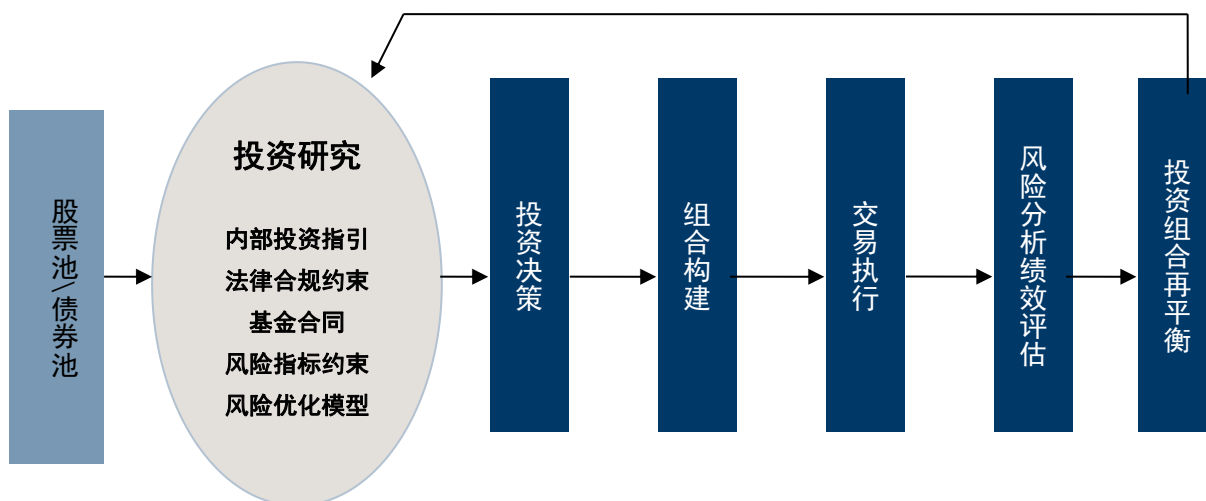 股票池\债券池
投资研究
内部投资指引
法律合规约束
基金合同
风险指标约束
风险优化模型
投资决策
组合构建
交易执行
风险分析绩效评估
投资组合再平衡